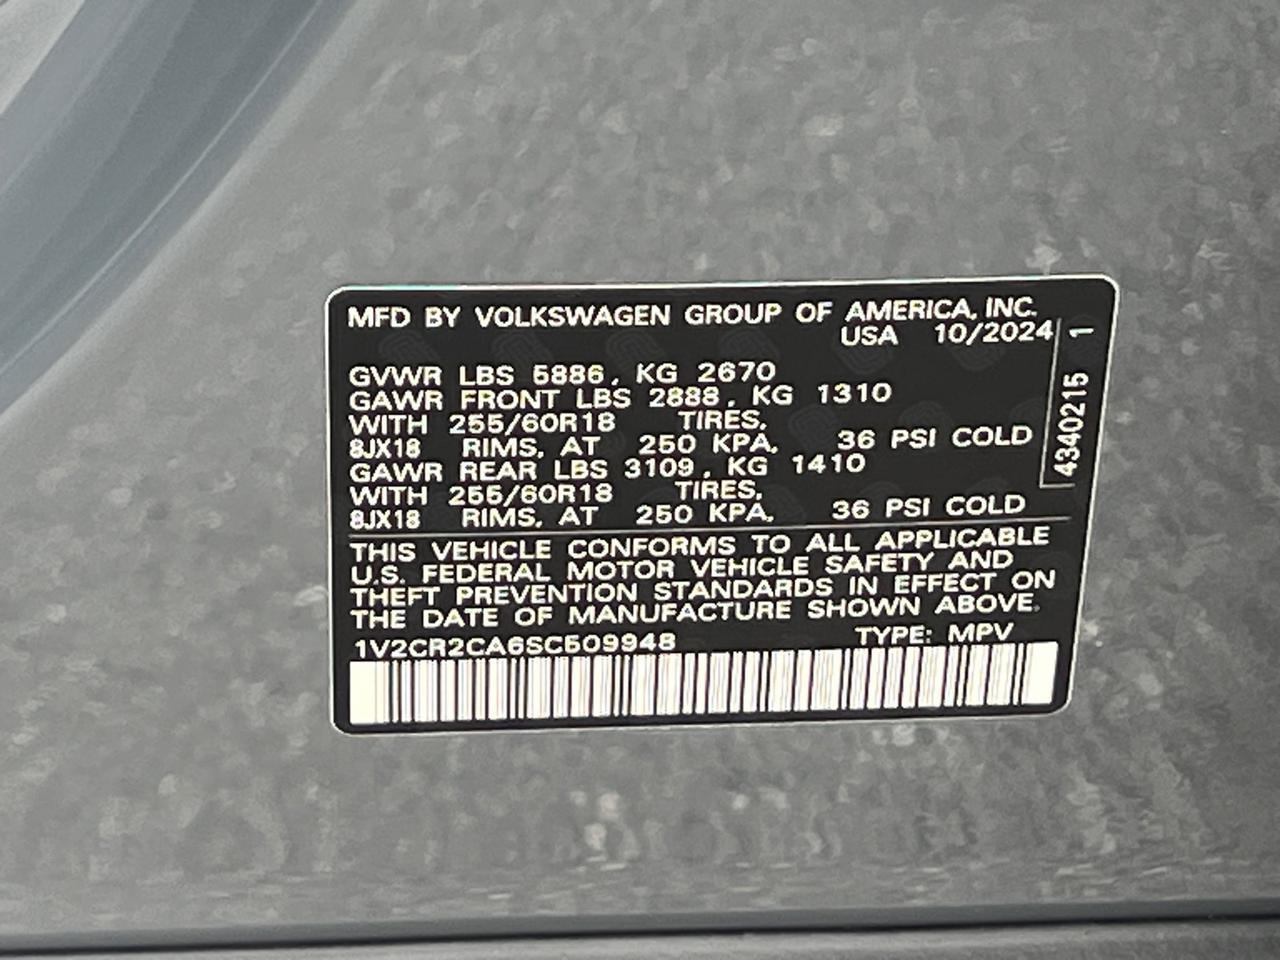 MFD BY VOLKSWAGEN GROUP OF AMERICA, INC.
USA 10/2024
GVWR LBS 5886, KG 2670
GAWR FRONT LBS 2888, KG 1310
WITH 255/60R18 TIRES,
8JX18 RIMS, AT 250 KPA, 36 PSI COLD
GAWR REAR LBS 3109, KG 1410
WITH 255/60R18 TIRES,
8JX18 RIMS, AT 250 KPA, 36 PSI COLD
THIS VEHICLE CONFORMS TO ALL APPLICABLE
U.S. FEDERAL MOTOR VEHICLE SAFETY AND
THEFT PREVENTION STANDARDS IN EFFECT ON
THE DATE OF MANUFACTURE SHOWN ABOVE.
1V2CR2CA6SC509948 TYPE: MPV
4340215 1